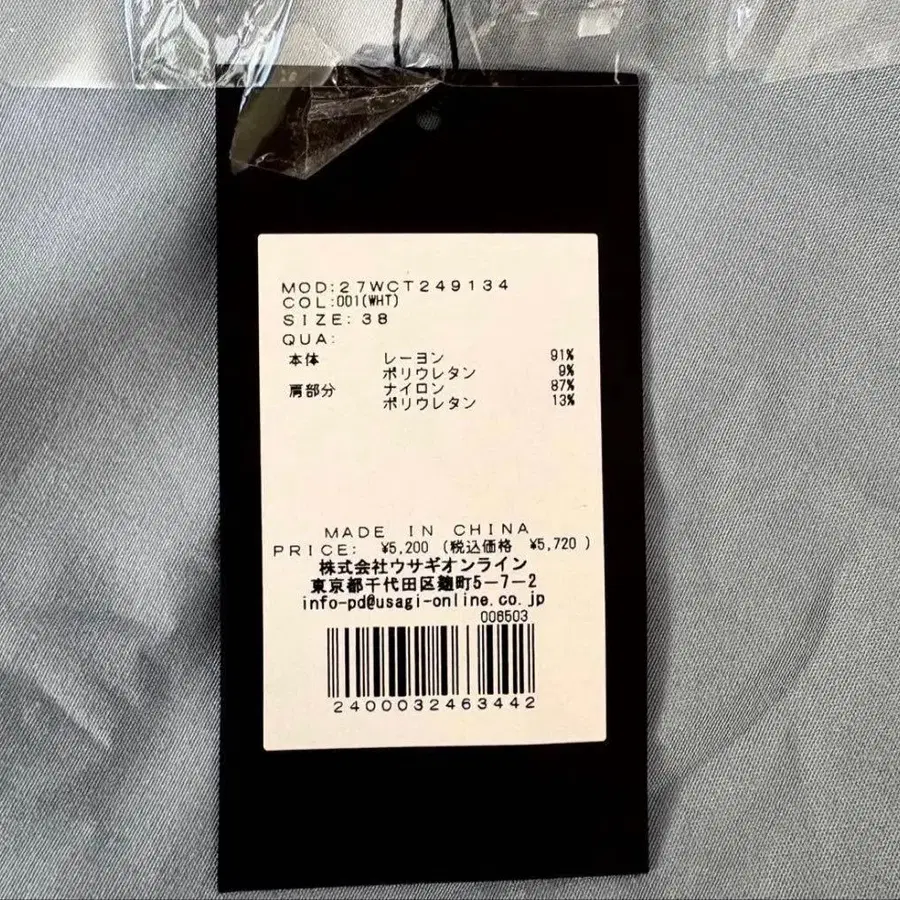 MOD:27WCT249134
COL:001(WHT)
SIZE:38
QUA:
本体 レーヨン 91%
ポリウレタン 9%
肩部分 ナイロン 87%
ポリウレタン 13%
MADE IN CHINA
PRICE: ¥5,200 (税込価格 ¥5,720 )
株式会社ウサギオンライン
東京都千代田区麹町5-7-2
info-pd@usagi-online.co.jp
006503
2400032463442